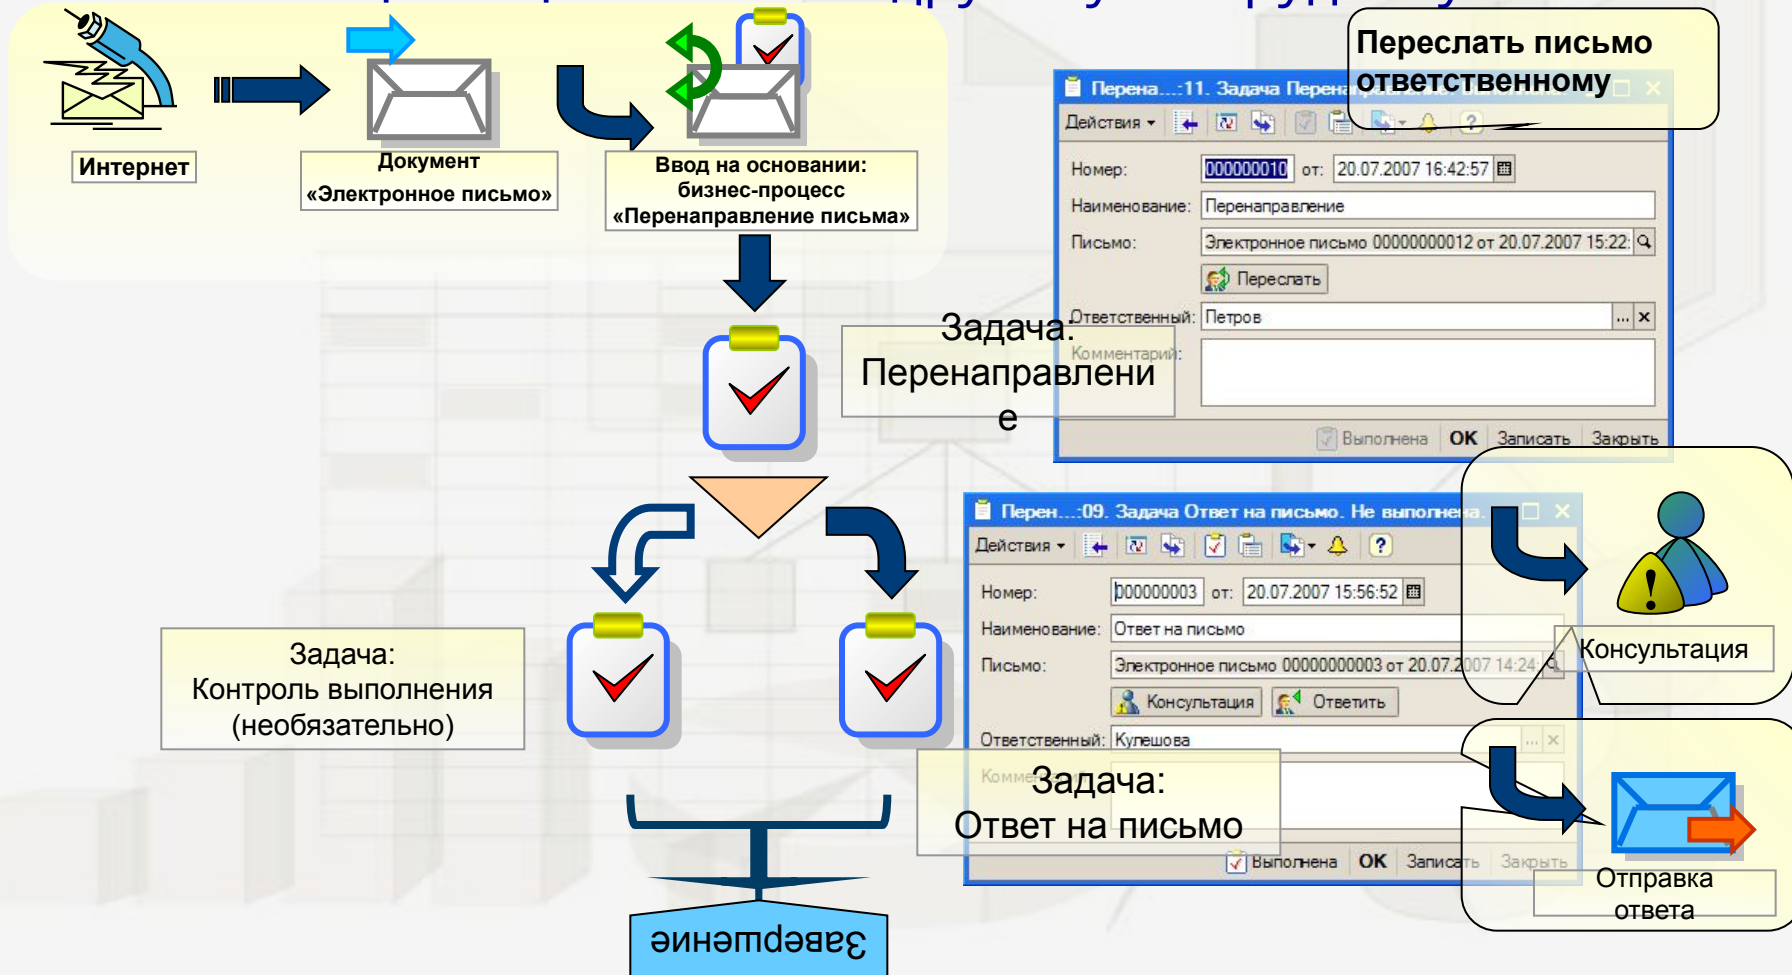 Интернет
Документ
«Электронное письмо»
Ввод на основании:
бизнес-процесс
«Перенаправление письма»
Переслать письмо
ответственному
Перена...:11. Задача
Действия
Номер: 000000010 от: 20.07.2007 16:42:57
Наименование: Перенаправление
Письмо: Электронное письмо 00000000012 от 20.07.2007 15:22:
Переслать
Ответственный: Петров
Комментарий:
Выполнена OK Записать Закрыть
Задача:
Перенаправлени
е
Перен...:09. Задача Ответ на письмо. Не выполнена.
Действия
Номер: 000000003 от: 20.07.2007 15:56:52
Наименование: Ответ на письмо
Письмо: Электронное письмо 00000000003 от 20.07.2007 14:24:
Консультация Ответить
Ответственный: Кулешова
Выполнена OK Записать Закрыть
Консультация
Отправка
ответа
Задача:
Контроль выполнения
(необязательно)
Задача:
Ответ на письмо
Завершение